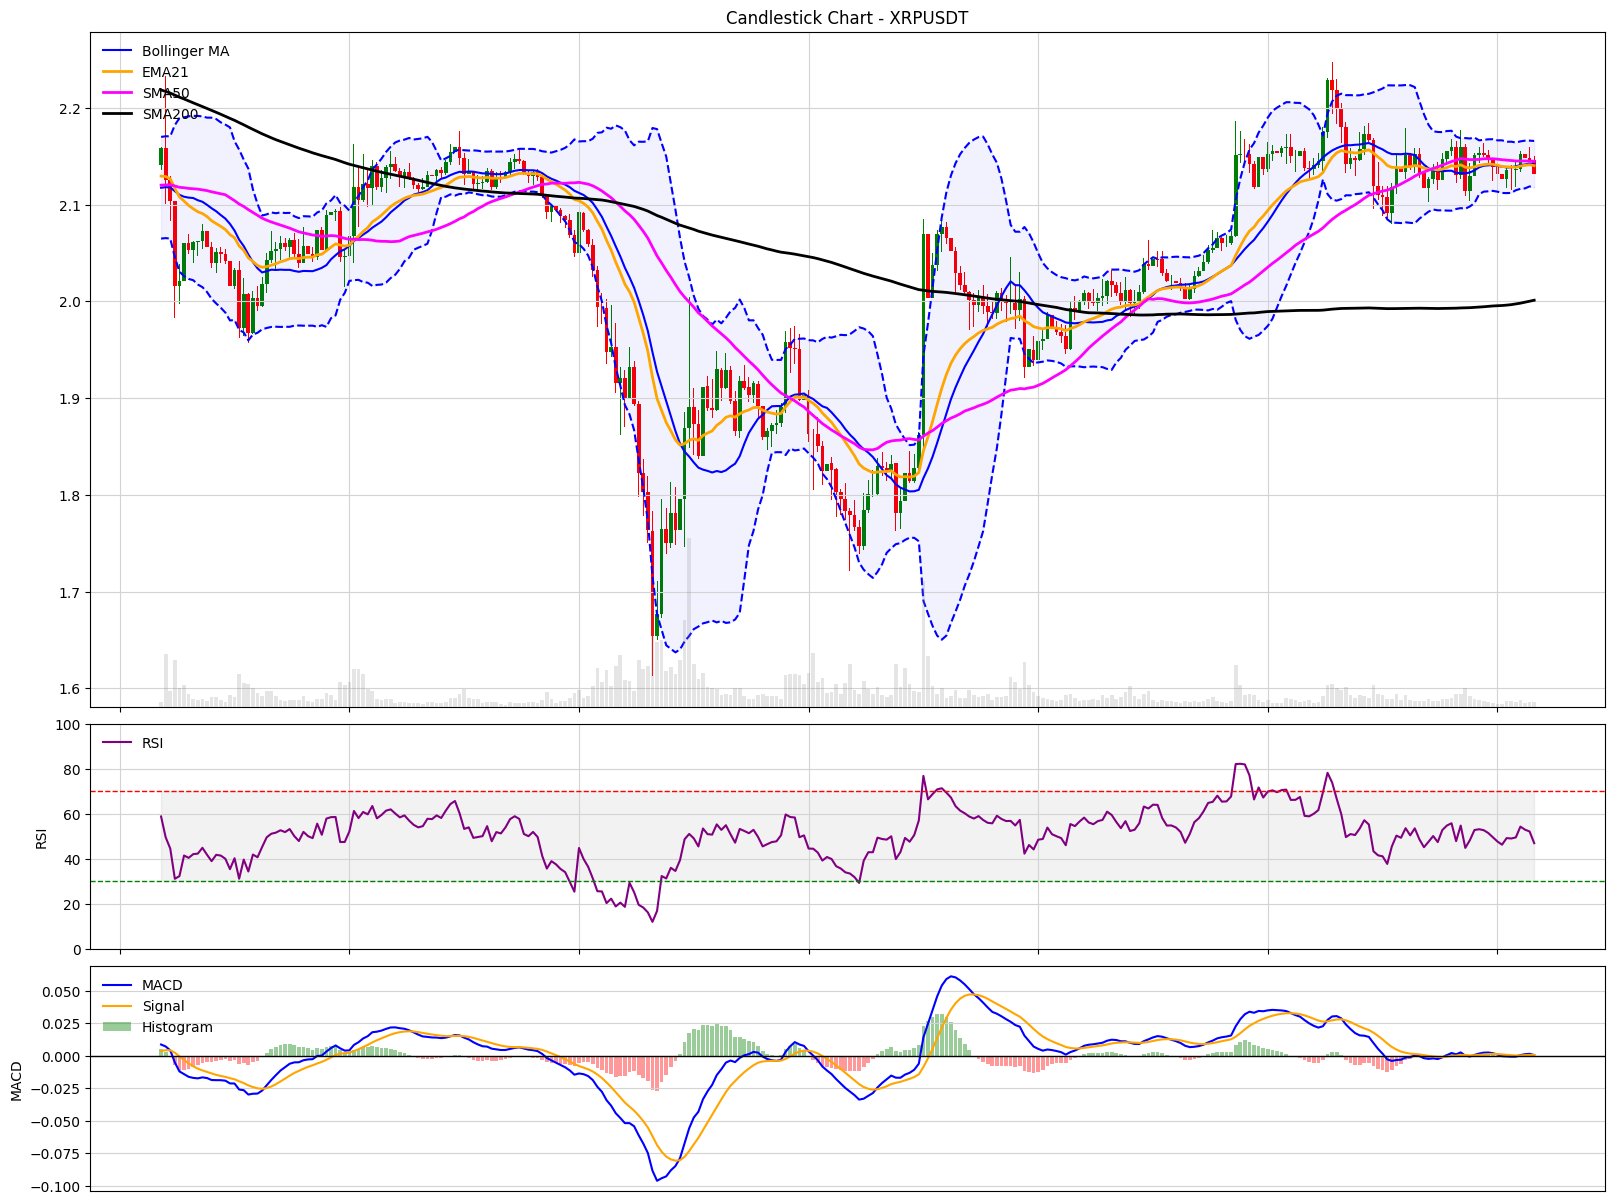 Candlestick Chart - XRPUSDT
Bollinger MA
EMA21
SMA50
SMA200
2.2
2.1
2.0
1.9
1.8
1.7
1.6
RSI
100
80
60
40
20
0
RSI
MACD
Signal
Histogram
0.050
0.025
0.000
−0.025
−0.050
−0.075
−0.100
MACD